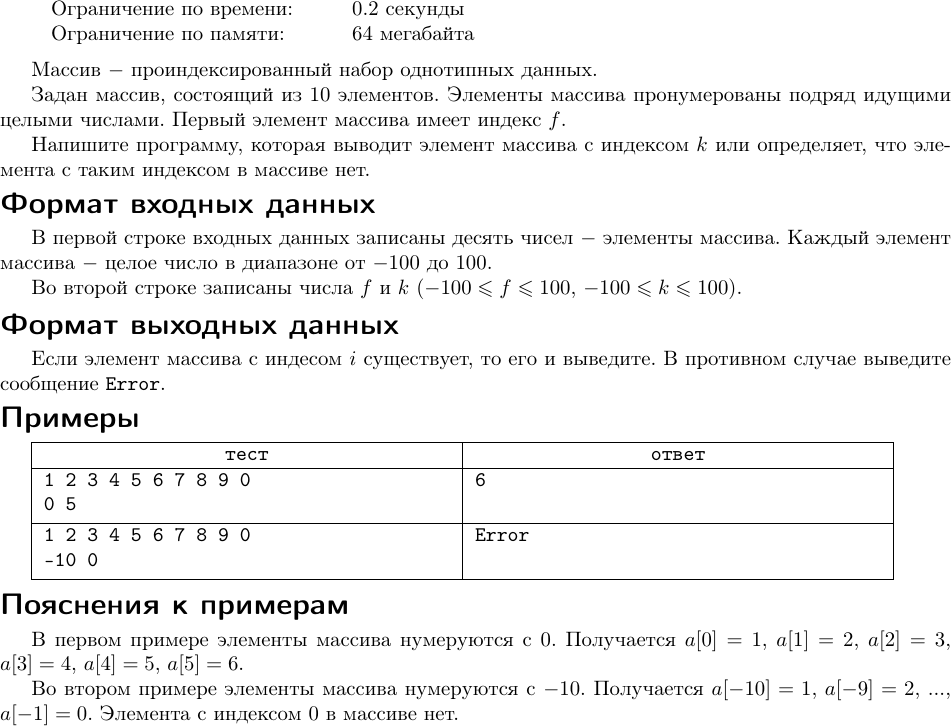 Ограничение по времени: 0.2 секунды
Ограничение по памяти: 64 мегабайта
Массив – проиндексированный набор однотипных данных.
Задан массив, состоящий из 10 элементов. Элементы массива пронумерованы подряд идущими
целыми числами. Первый элемент массива имеет индекс f.
Напишите программу, которая выводит элемент массива с индексом k или определяет, что эле-
мента с таким индексом в массиве нет.
Формат входных данных
В первой строке входных данных записаны десять чисел – элементы массива. Каждый элемент
массива – целое число в диапазоне от −100 до 100.
Во второй строке записаны числа f и k (−100 ⩽ f ⩽ 100, −100 ⩽ k ⩽ 100).
Формат выходных данных
Если элемент массива с индесом i существует, то его и выведите. В противном случае выведите
сообщение Error.
Примеры
тест ответ
1 2 3 4 5 6 7 8 9 0 6
0 5
1 2 3 4 5 6 7 8 9 0 Error
-10 0
Пояснения к примерам
В первом примере элементы массива нумеруются с 0. Получается a[0] = 1, a[1] = 2, a[2] = 3,
a[3] = 4, a[4] = 5, a[5] = 6.
Во втором примере элементы массива нумеруются с −10. Получается a[−10] = 1, a[−9] = 2, ...,
a[−1] = 0. Элемента с индексом 0 в массиве нет.